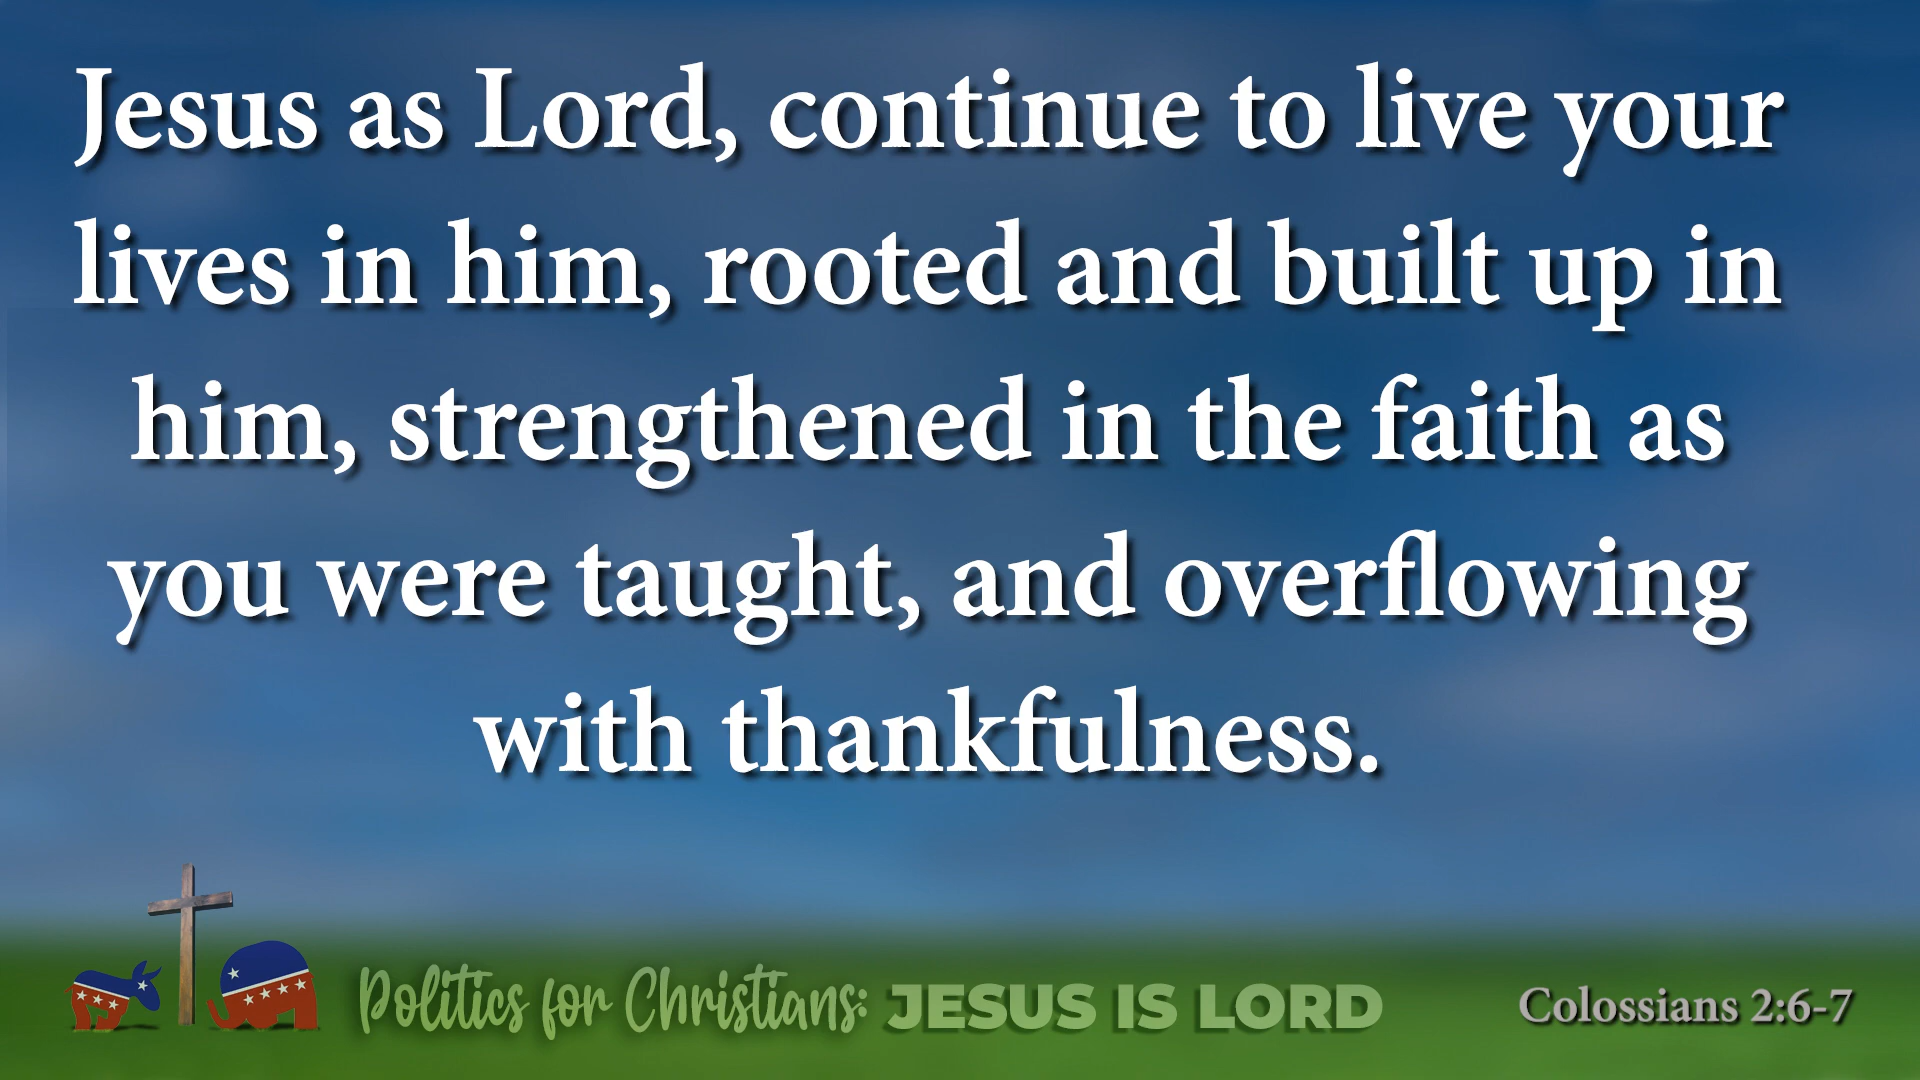 Jesus as Lord, continue to live your
lives in him, rooted and built up in
him, strengthened in the faith as
you were taught, and overflowing
with thankfulness.
Politics for Christians: JESUS IS LORD
Colossians 2:6-7